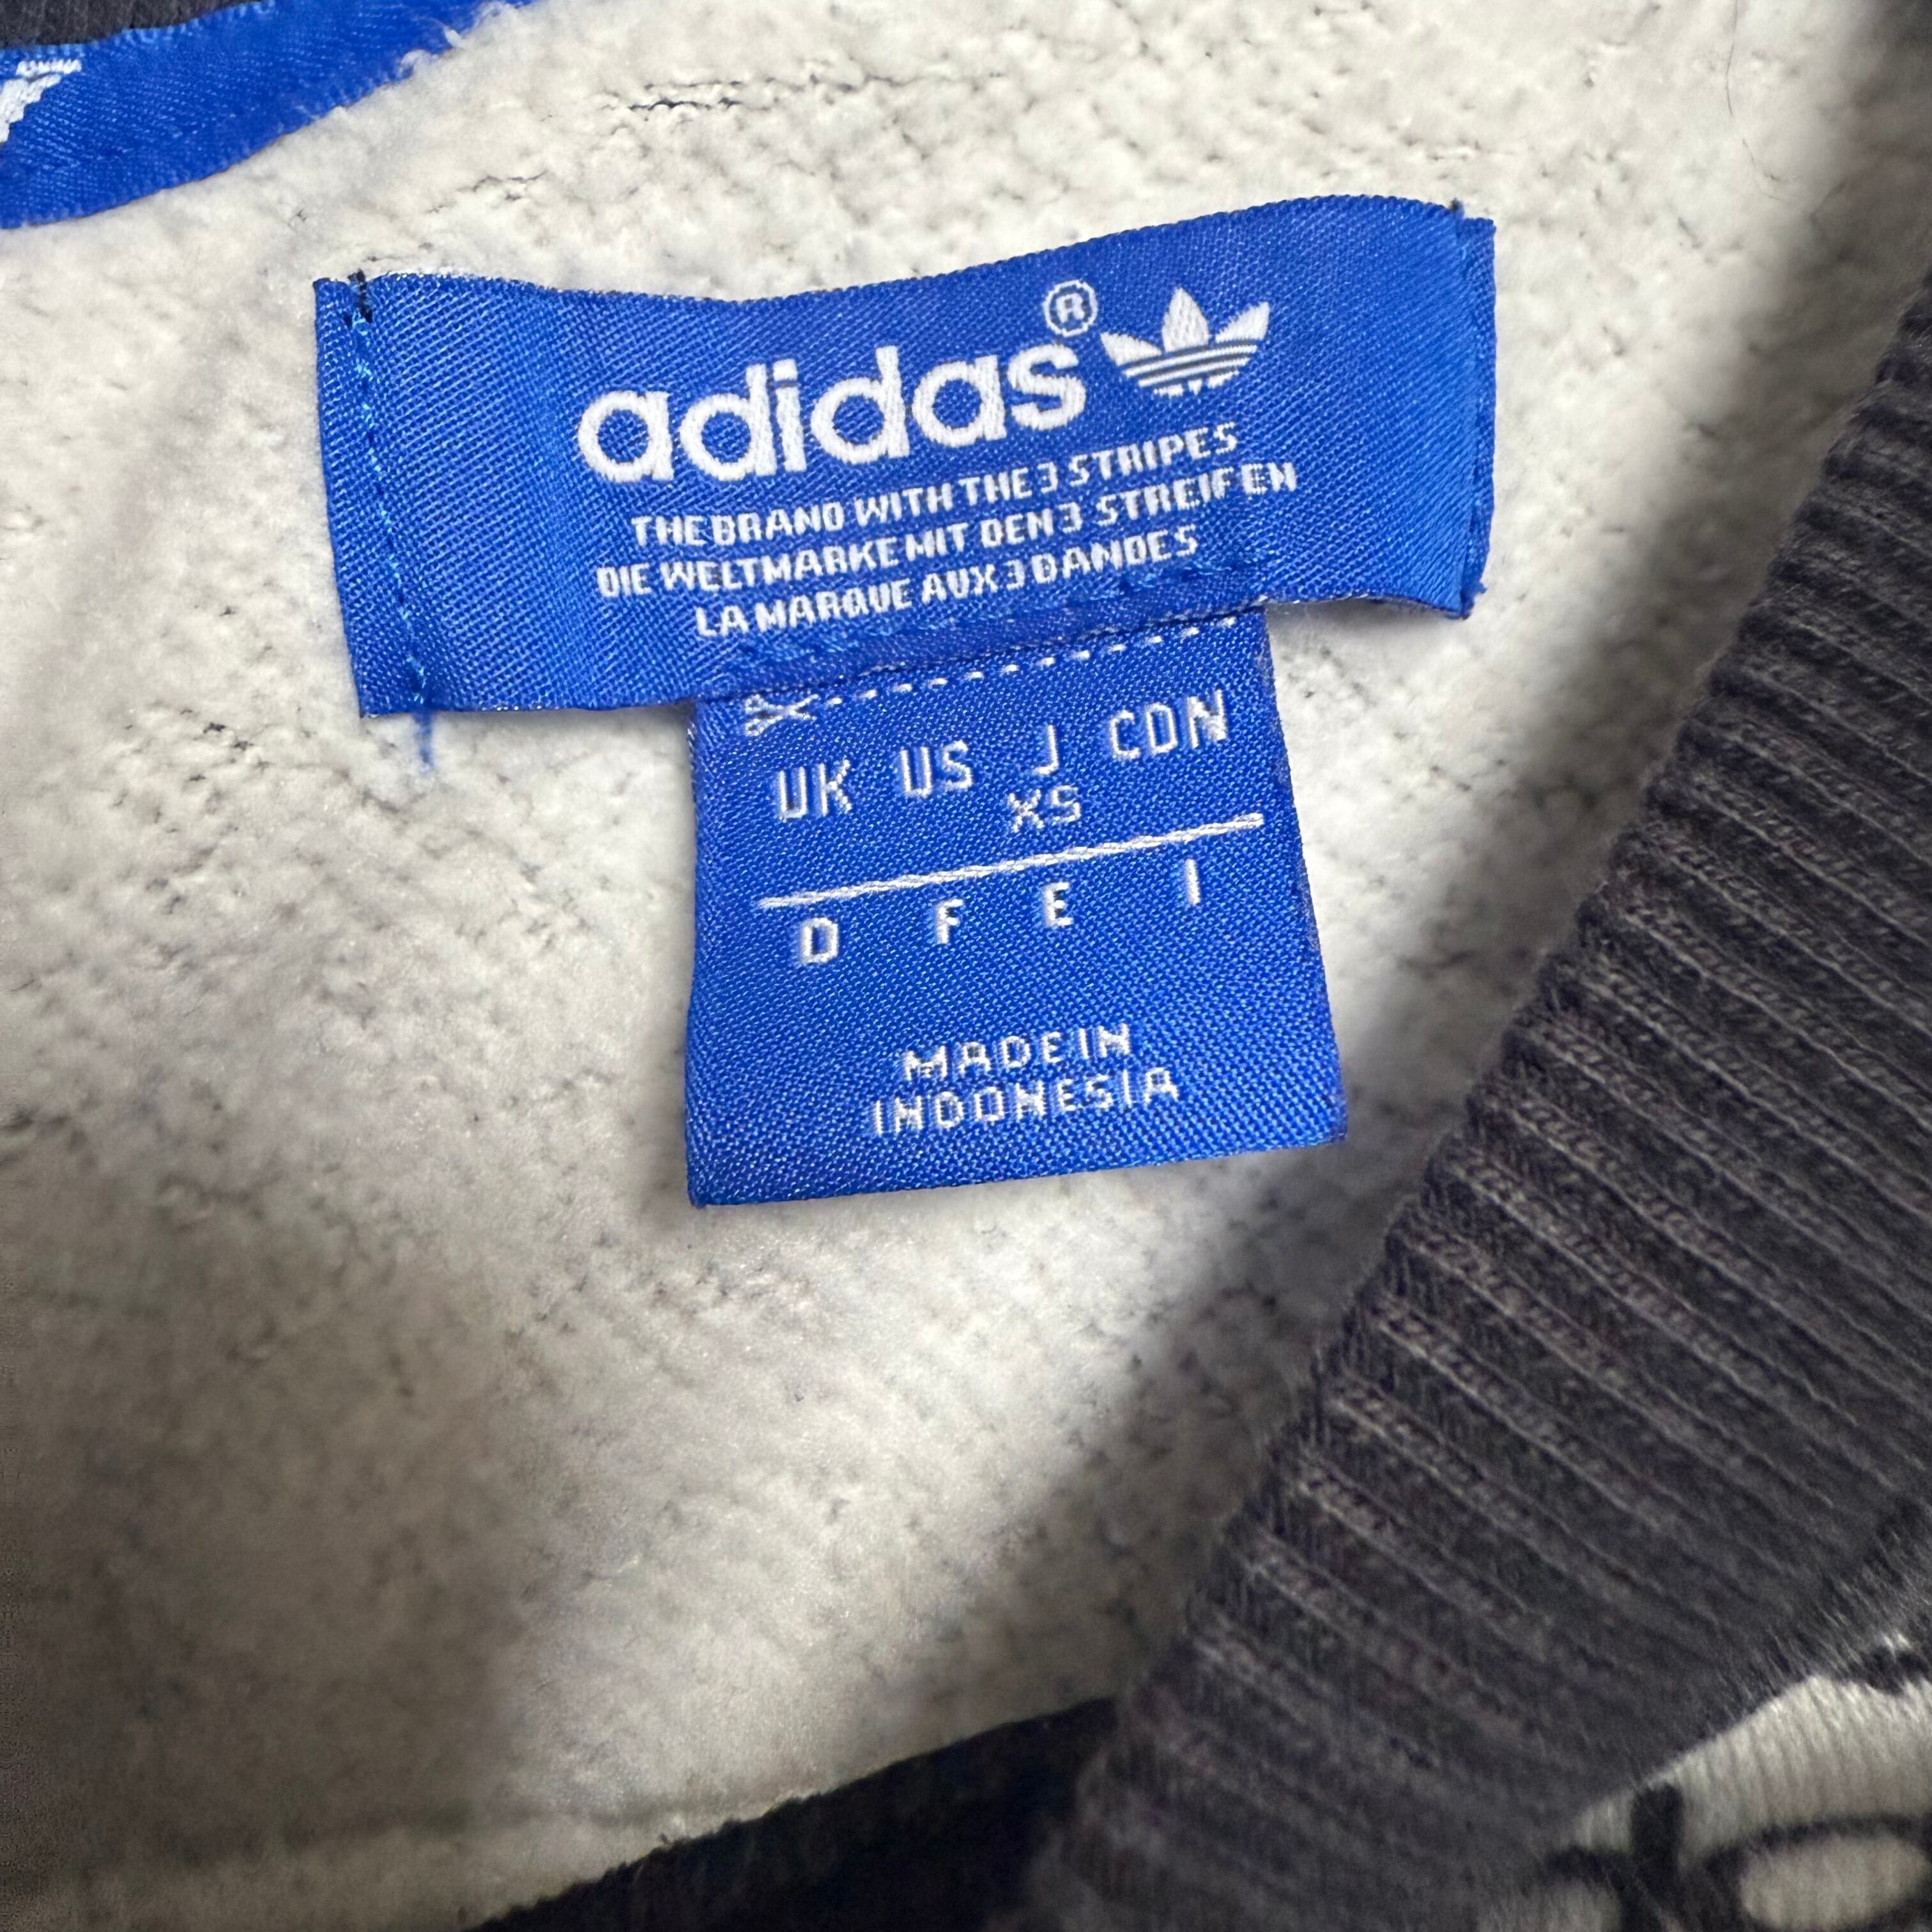 adidas®
THE BRAND WITH THE 3 STRIPES
DIE WELTMARKE MIT DEN 3 STREIFEN
LA MARQUE AUX 3 BANDES
UK US J CDN
XS
D F E I
MADE IN
INDONESIA